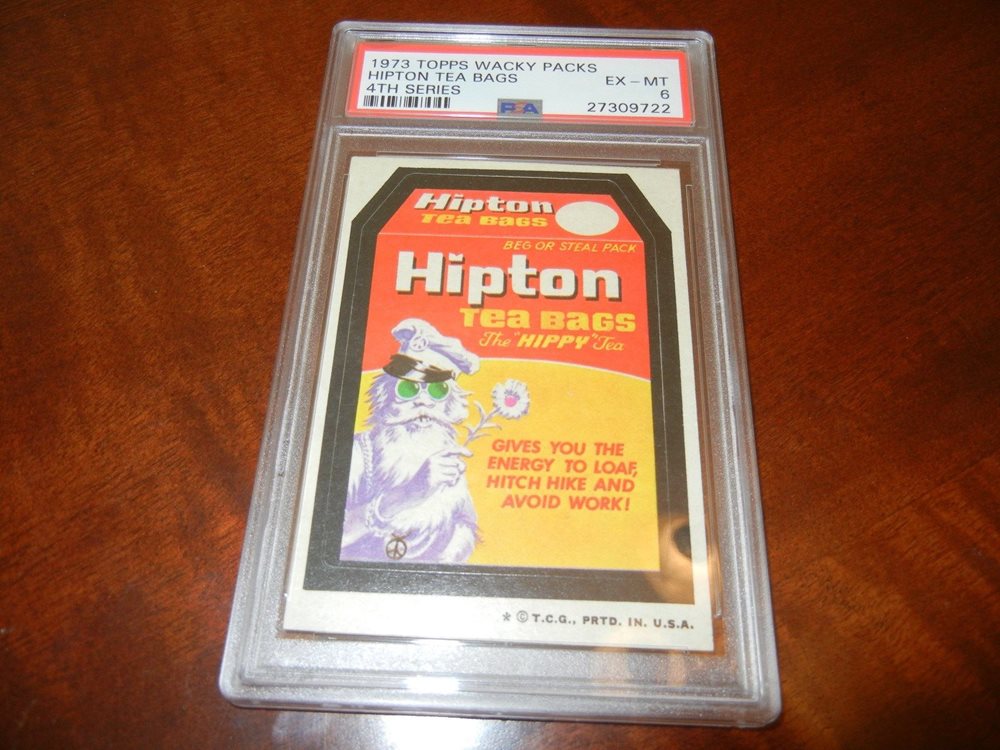 1973 TOPPS WACKY PACKS
HIPTON TEA BAGS EX – MT
4TH SERIES 6
PSA 27309722
Hipton
TEA BAGS
BEG OR STEAL PACK
Hipton
TEA BAGS
The "HIPPY" Tea
GIVES YOU THE
ENERGY TO LOAF,
HITCH HIKE AND
AVOID WORK!
* © T.C.G., PRTD. IN. U.S.A.